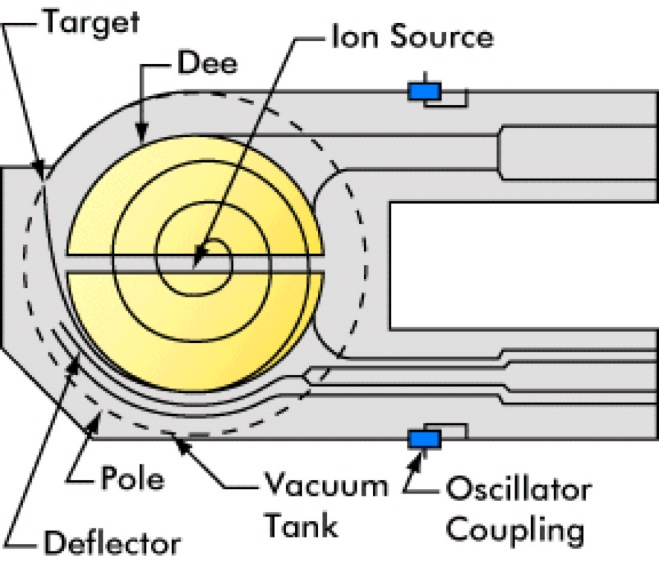 Target
Ion Source
Dee
Pole
Vacuum
Tank
Oscillator
Coupling
Deflector